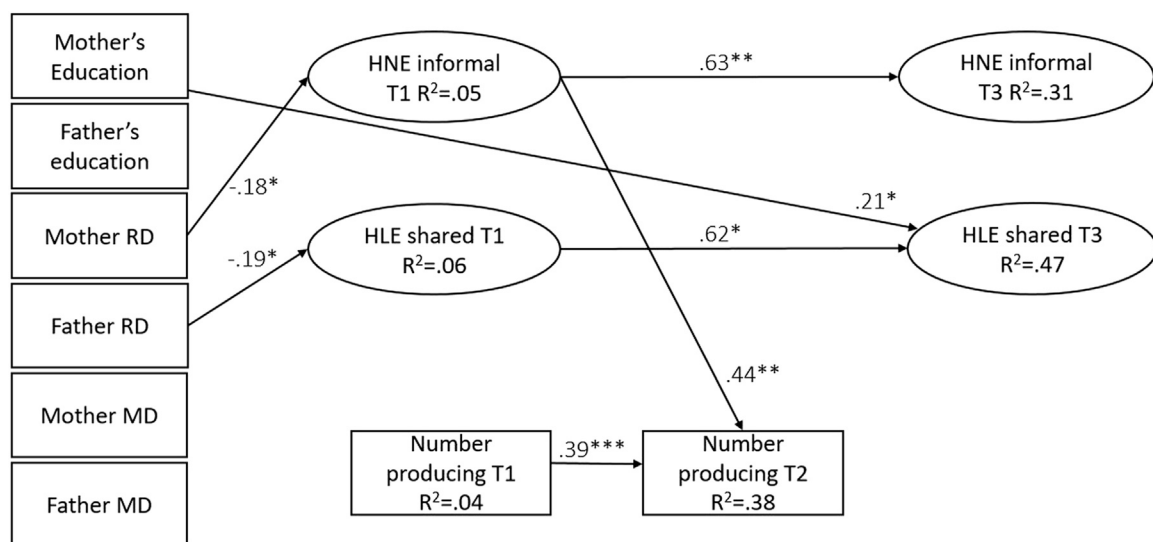 Mother's
Education
Father's
education
Mother RD
Father RD
Mother MD
Father MD
HNE informal
T1 R²=.05
.63**
HNE informal
T3 R²=.31
-.18*
.21*
-.19*
HLE shared T1
R²=.06
.62*
HLE shared T3
R²=.47
.44**
Number
producing T1
R²=.04
.39***
Number
producing T2
R²=.38